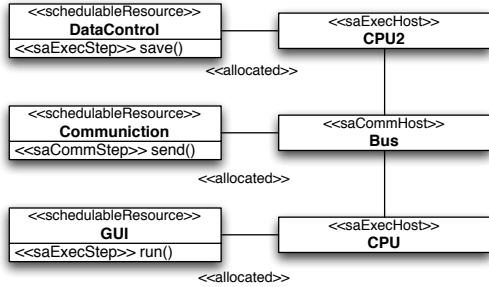 <<schedulableResource>>
DataControl
<<saExecStep>> save()
<<saExecHost>>
CPU2
<<allocated>>
<<schedulableResource>>
Communiction
<<saCommStep>> send()
<<saCommHost>>
Bus
<<allocated>>
<<schedulableResource>>
GUI
<<saExecStep>> run()
<<saExecHost>>
CPU
<<allocated>>